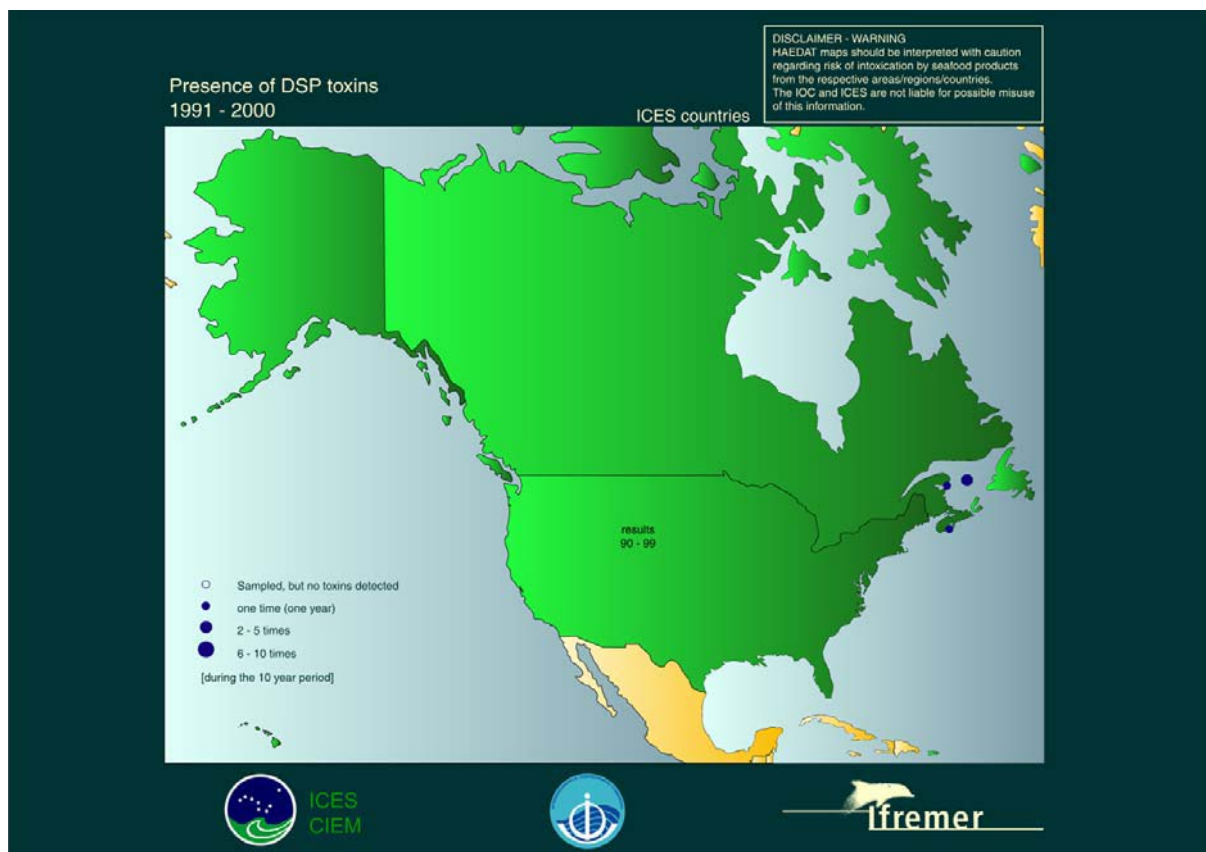 DISCLAIMER - WARNING
HAEDAT maps should be interpreted with caution
regarding risk of intoxication by seafood products
from the respective areas/regions/countries.
The IOC and ICES are not liable for possible misuse
of this information.
Presence of DSP toxins
1991 - 2000
ICES countries
results
90 - 99
Sampled, but no toxins detected
one time (one year)
2 - 5 times
6 - 10 times
[during the 10 year period]
ICES
CIEM
Ifremer